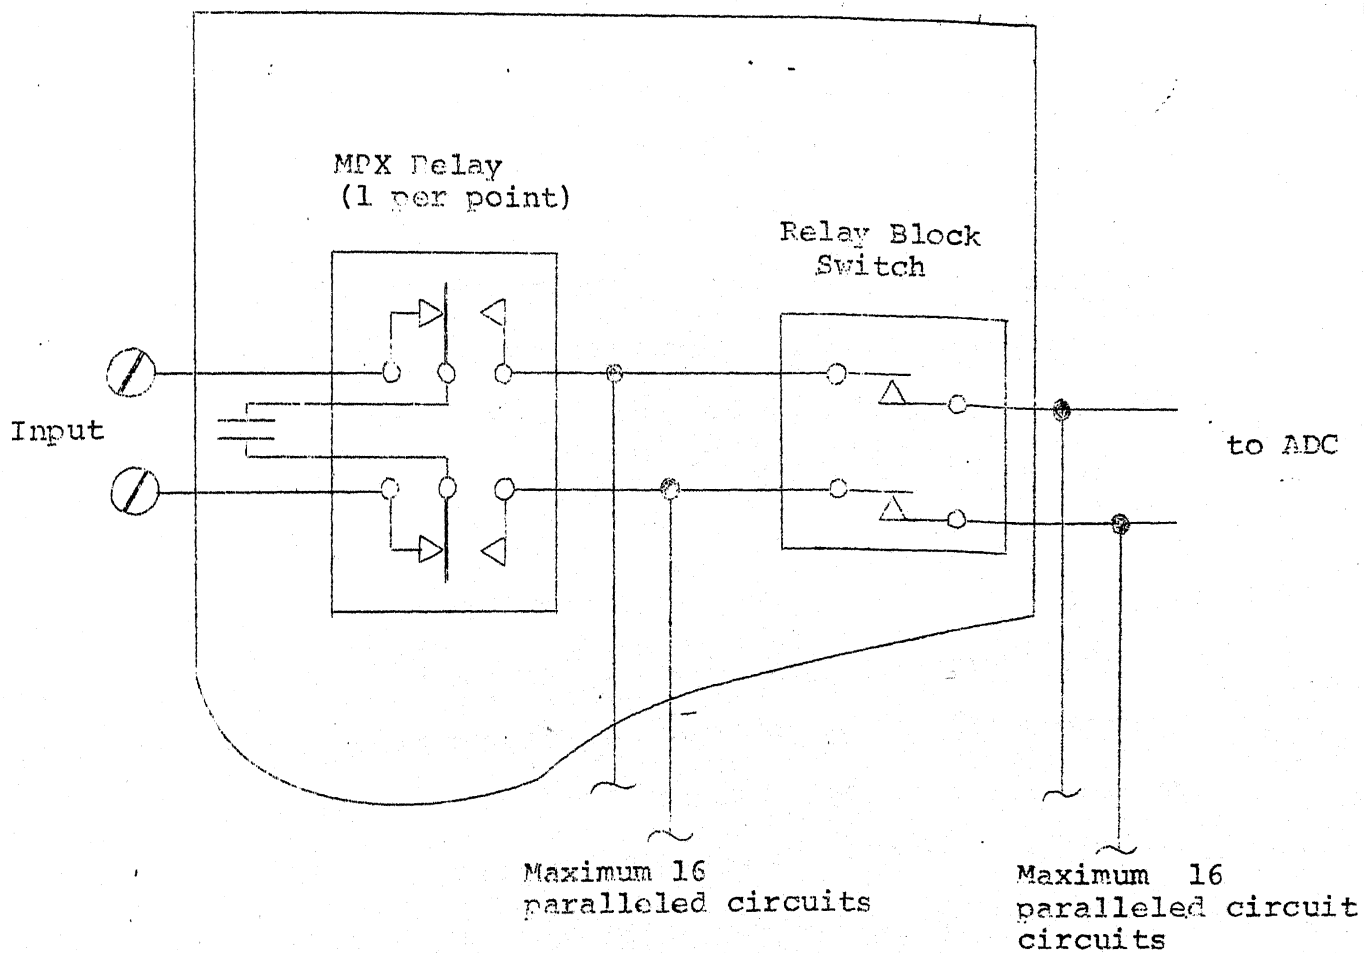 MPX Relay
(1 per point)
Relay Block
Switch
Input
to ADC
Maximum 16
paralleled circuits
Maximum 16
paralleled circuit
circuits